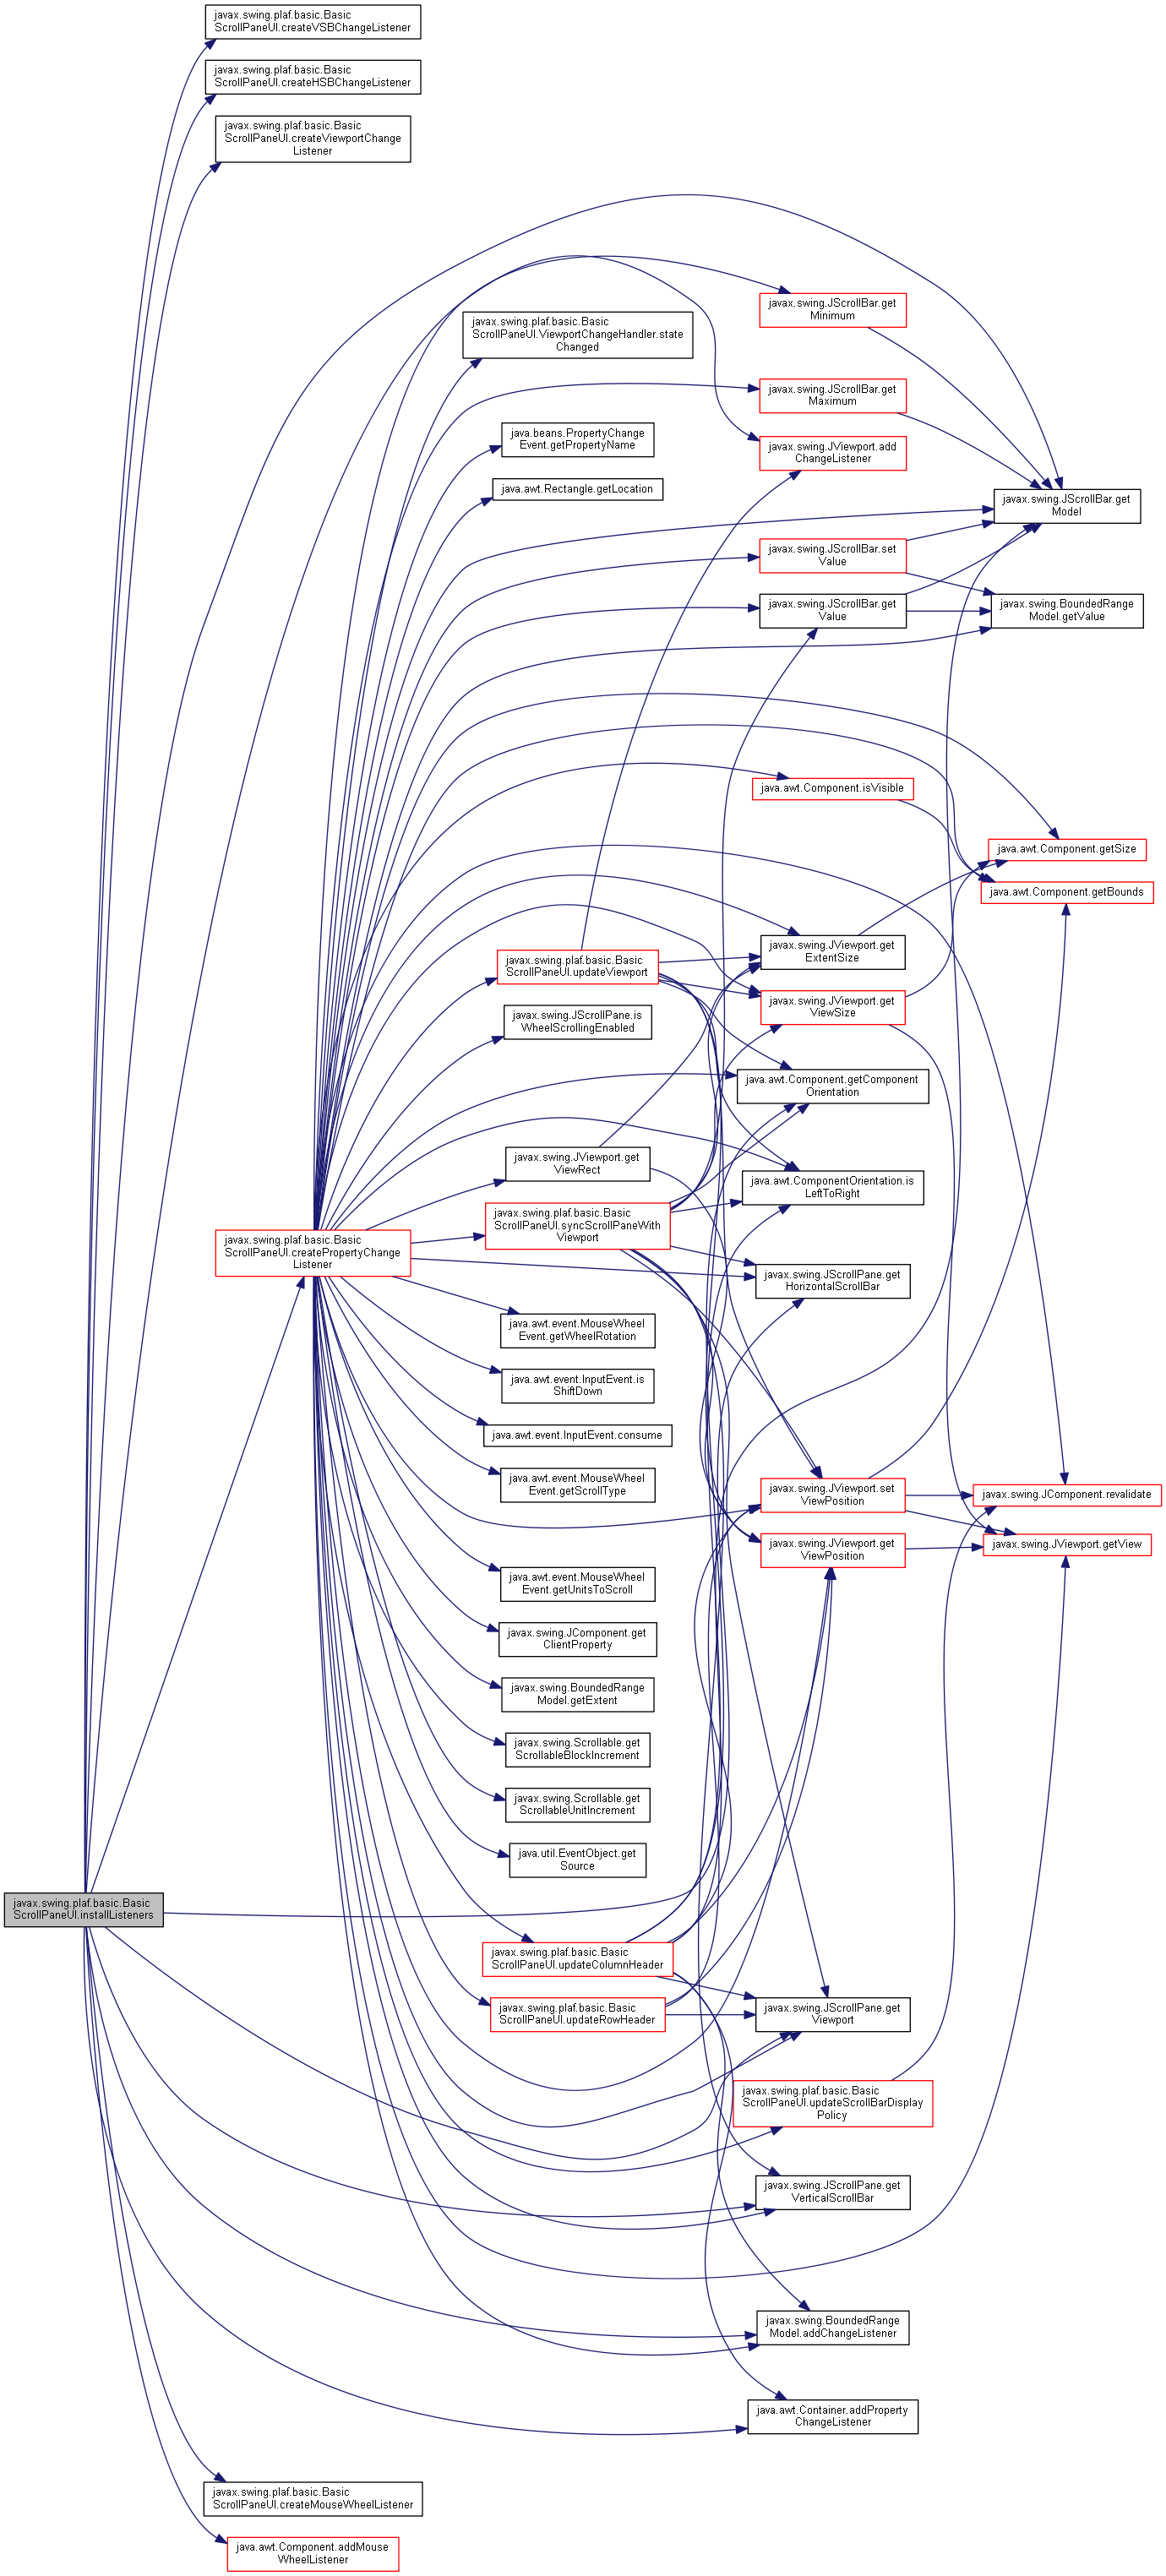 javax.swing.plaf.basic.Basic
ScrollPaneUI.createVSBChangeListener
javax.swing.plaf.basic.Basic
ScrollPaneUI.createHSBChangeListener
javax.swing.plaf.basic.Basic
ScrollPaneUI.createViewportChange
Listener
javax.swing.JScrollBar.get
Minimum
javax.swing.plaf.basic.Basic
ScrollPaneUI.ViewportChangeHandler.state
Changed
javax.swing.JScrollBar.get
Maximum
java.beans.PropertyChange
Event.getPropertyName
javax.swing.JViewport.add
ChangeListener
java.awt.Rectangle.getLocation
javax.swing.JScrollBar.get
Model
javax.swing.JScrollBar.set
Value
javax.swing.JScrollBar.get
Value
javax.swing.BoundedRange
Model.getValue
java.awt.Component.isVisible
java.awt.Component.getSize
java.awt.Component.getBounds
javax.swing.JViewport.get
ExtentSize
javax.swing.plaf.basic.Basic
ScrollPaneUI.updateViewport
javax.swing.JViewport.get
ViewSize
javax.swing.JScrollPane.is
WheelScrollingEnabled
java.awt.Component.getComponent
Orientation
javax.swing.JViewport.get
ViewRect
java.awt.ComponentOrientation.is
LeftToRight
javax.swing.plaf.basic.Basic
ScrollPaneUI.syncScrollPaneWith
Viewport
javax.swing.plaf.basic.Basic
ScrollPaneUI.createPropertyChange
Listener
javax.swing.JScrollPane.get
HorizontalScrollBar
java.awt.event.MouseWheel
Event.getWheelRotation
java.awt.event.InputEvent.is
ShiftDown
java.awt.event.InputEvent.consume
java.awt.event.MouseWheel
Event.getScrollType
javax.swing.JViewport.set
ViewPosition
javax.swing.JComponent.revalidate
javax.swing.JViewport.get
ViewPosition
javax.swing.JViewport.getView
java.awt.event.MouseWheel
Event.getUnitsToScroll
javax.swing.JComponent.get
ClientProperty
javax.swing.BoundedRange
Model.getExtent
javax.swing.Scrollable.get
ScrollableBlockIncrement
javax.swing.Scrollable.get
ScrollableUnitIncrement
java.util.EventObject.get
Source
javax.swing.plaf.basic.Basic
ScrollPaneUI.installListeners
javax.swing.plaf.basic.Basic
ScrollPaneUI.updateColumnHeader
javax.swing.plaf.basic.Basic
ScrollPaneUI.updateRowHeader
javax.swing.JScrollPane.get
Viewport
javax.swing.plaf.basic.Basic
ScrollPaneUI.updateScrollBarDisplay
Policy
javax.swing.JScrollPane.get
VerticalScrollBar
javax.swing.BoundedRange
Model.addChangeListener
java.awt.Container.addProperty
ChangeListener
javax.swing.plaf.basic.Basic
ScrollPaneUI.createMouseWheelListener
java.awt.Component.addMouse
WheelListener